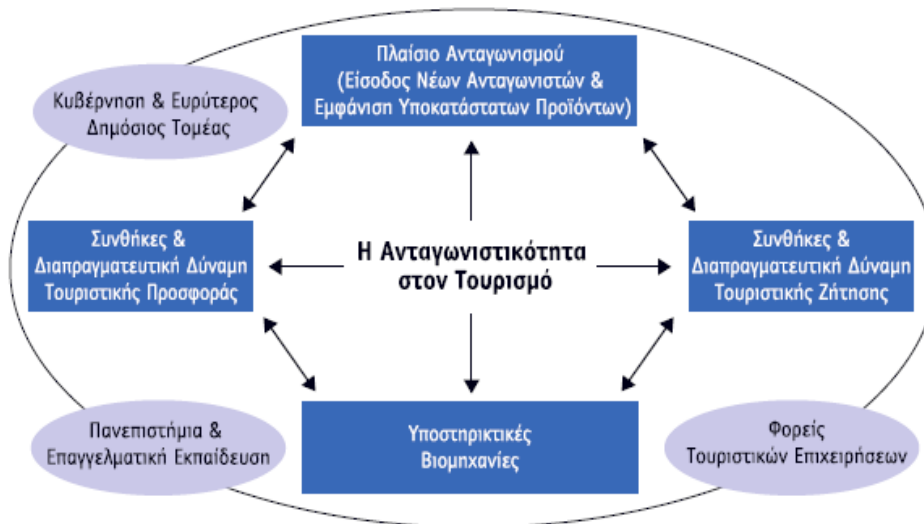 Πλαίσιο Ανταγωνισμού
(Είσοδος Νέων Ανταγωνιστών &
Εμφάνιση Υποκατάστατων Προϊόντων)
Κυβέρνηση & Ευρύτερος
Δημόσιος Τομέας
Συνθήκες &
Διαπραγματευτική Δύναμη
Τουριστικής Προσφοράς
Η Ανταγωνιστικότητα
στον Τουρισμό
Συνθήκες &
Διαπραγματευτική Δύναμη
Τουριστικής Ζήτησης
Πανεπιστήμια &
Επαγγελματική Εκπαίδευση
Υποστηρικτικές
Βιομηχανίες
Φορείς
Τουριστικών Επιχειρήσεων